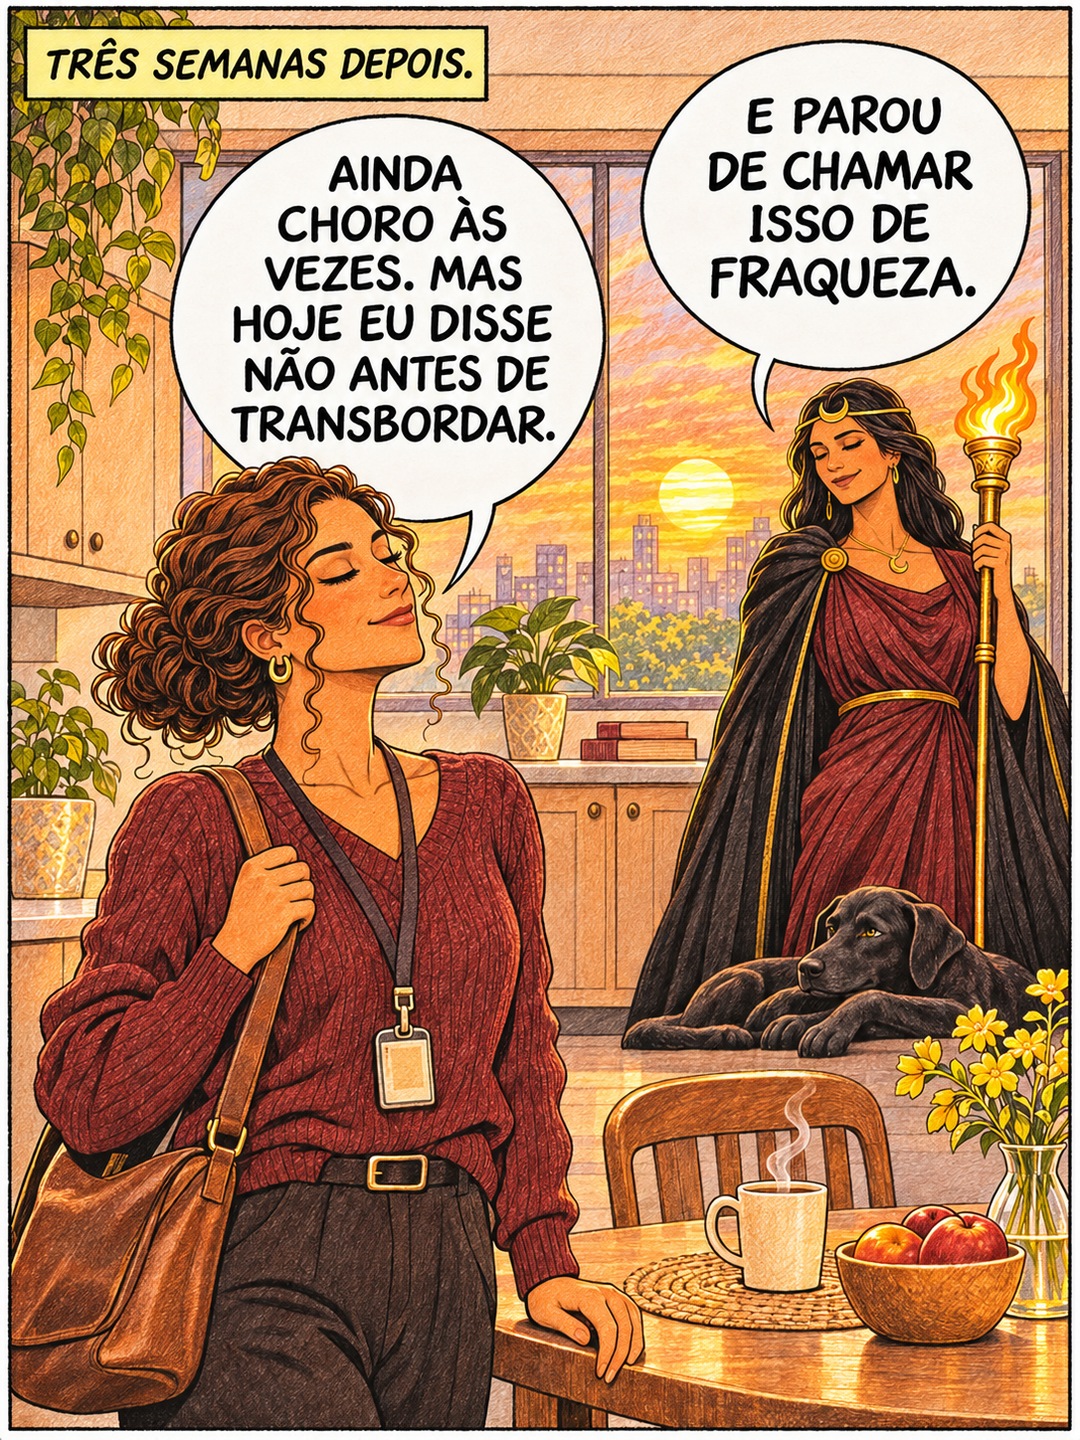 TRÊS SEMANAS DEPOIS.
AINDA
CHORO ÀS
VEZES. MAS
HOJE EU DISSE
NÃO ANTES DE
TRANSBORDAR.
E PAROU
DE CHAMAR
ISSO DE
FRAQUEZA.